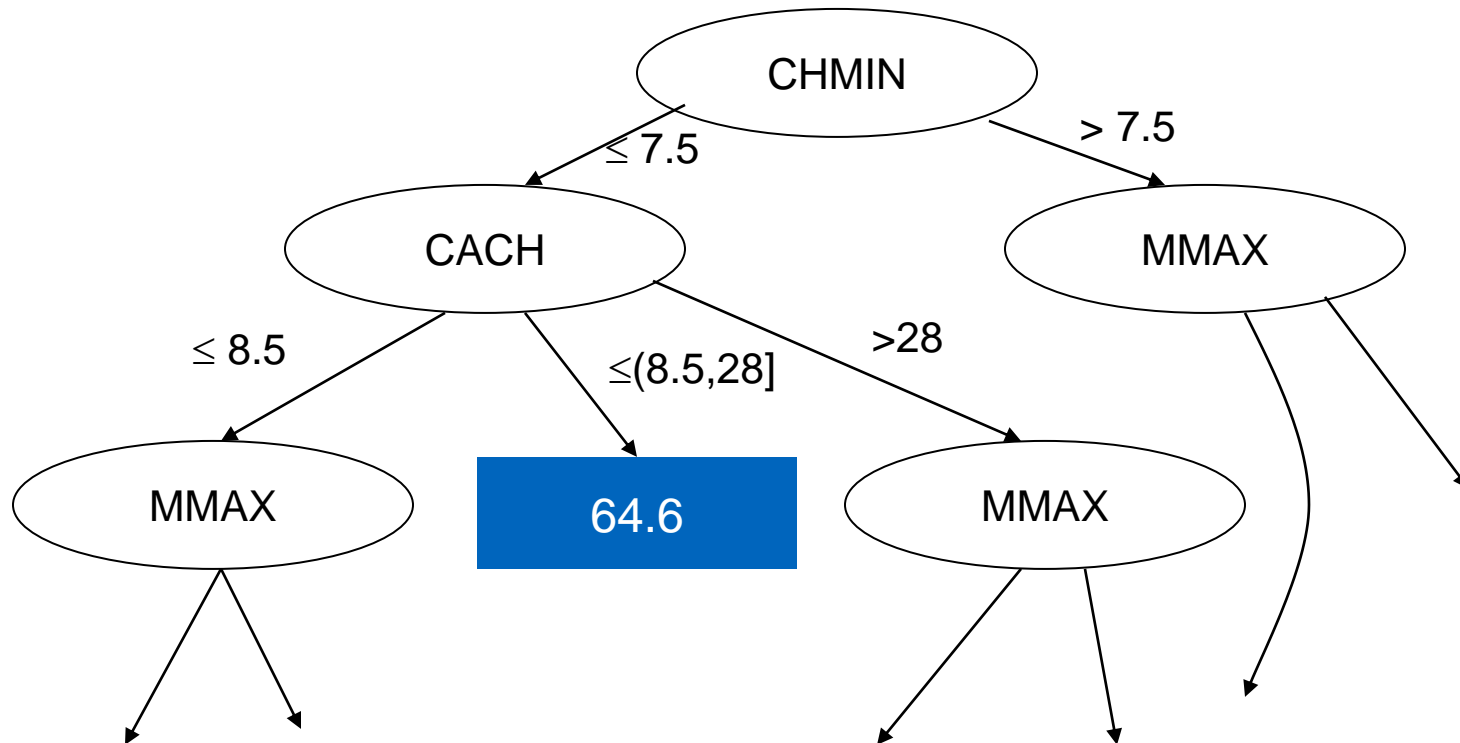 CHMIN
≤ 7.5
> 7.5
CACH
MMAX
≤ 8.5
≤(8.5,28]
>28
MMAX
64.6
MMAX